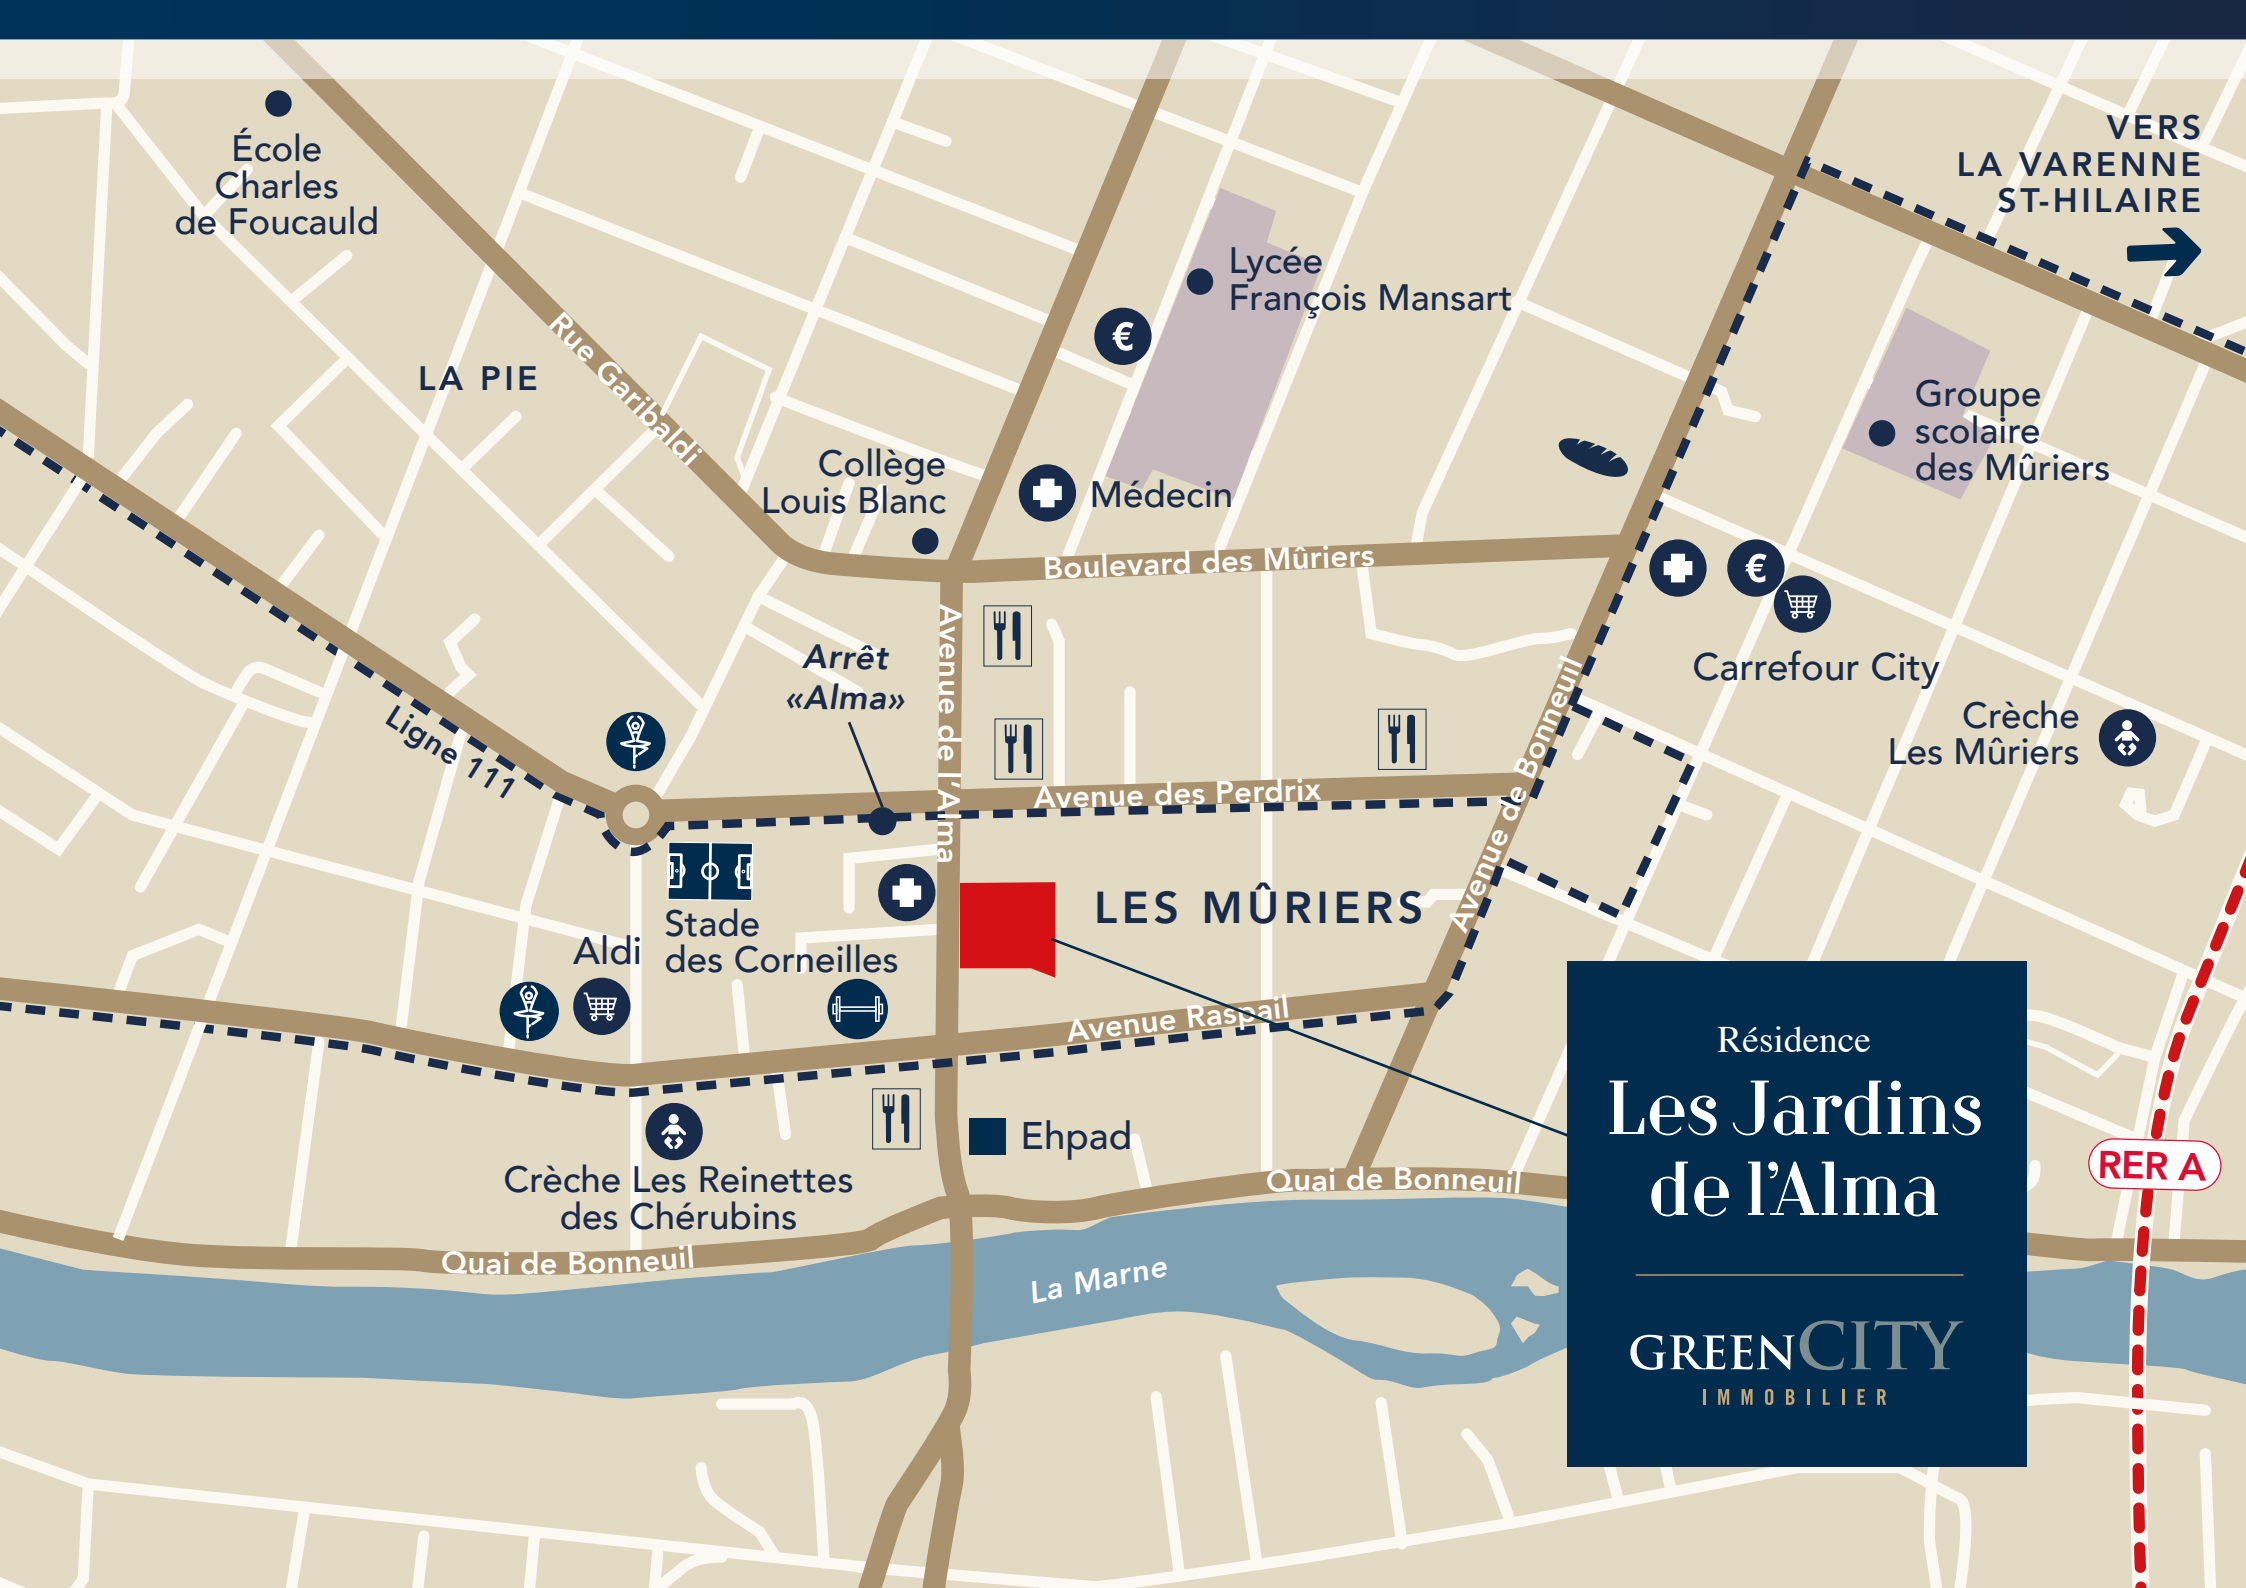 VERS
LA VARENNE
ST-HILAIRE
École
Charles
de Foucauld
Lycée
François Mansart
€
LA PIE
Rue Garibaldi
Groupe
scolaire
des Mûriers
Collège
Louis Blanc
Médecin
Boulevard des Mûriers
€
Carrefour City
Arrêt
«Alma»
Avenue de l'Alma
Avenue de Bonneuil
Crèche
Les Mûriers
Ligne 111
Avenue des Perdrix
Avenue de Bonneuil
LES MÛRIERS
Stade
des Corneilles
Aldi
Avenue Raspail
Ehpad
Crèche Les Reinettes
des Chérubins
Quai de Bonneuil
Quai de Bonneuil
La Marne
RER A
Résidence
Les Jardins
de l'Alma
GREENCITY
IMMOBILIER